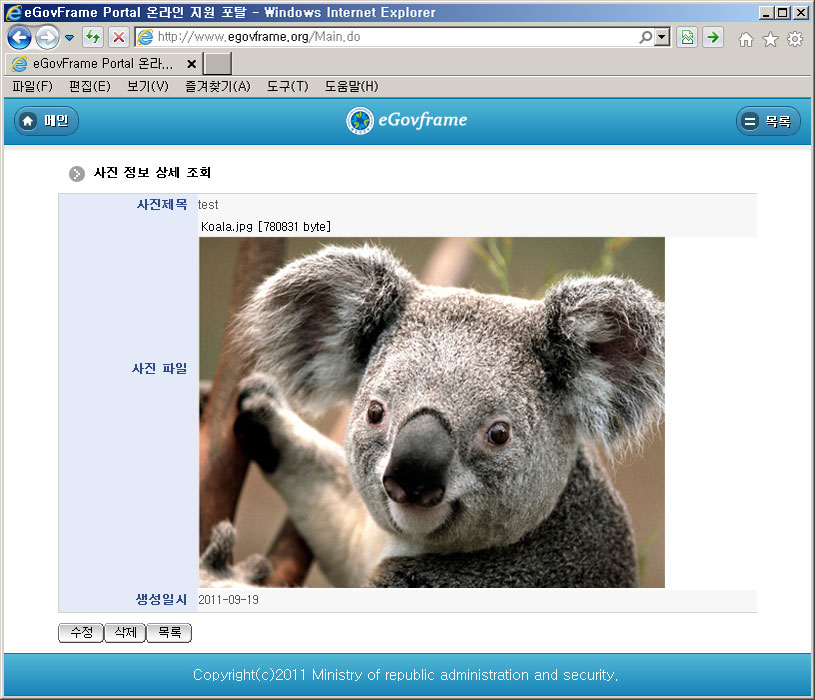 eGovFrame Portal 온라인 지원 포탈 - Windows Internet Explorer
http://www.egovframe.org/Main.do
eGovFrame Portal 온라...
파일(F) 편집(E) 보기(V) 즐겨찾기(A) 도구(T) 도움말(H)
메인 eGovframe 목록
사진 정보 상세 조회
사진제목 test
Koala.jpg [780831 byte]
사진 파일
생성일시 2011-09-19
수정 삭제 목록
Copyright(c)2011 Ministry of republic administration and security.